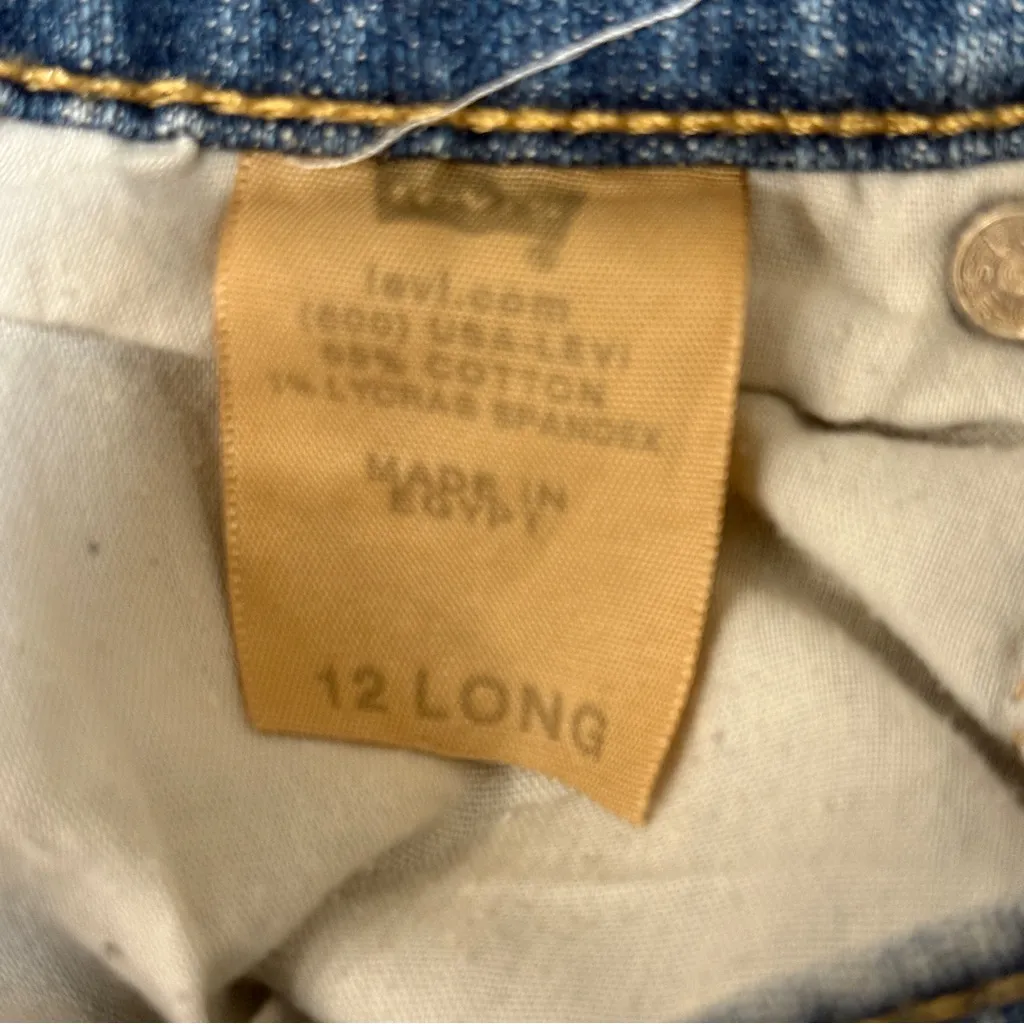 levi.com
(800) USA-LEVI
99% COTTON
1% LYCRA® SPANDEX
MADE IN
EGYPT
12 LONG